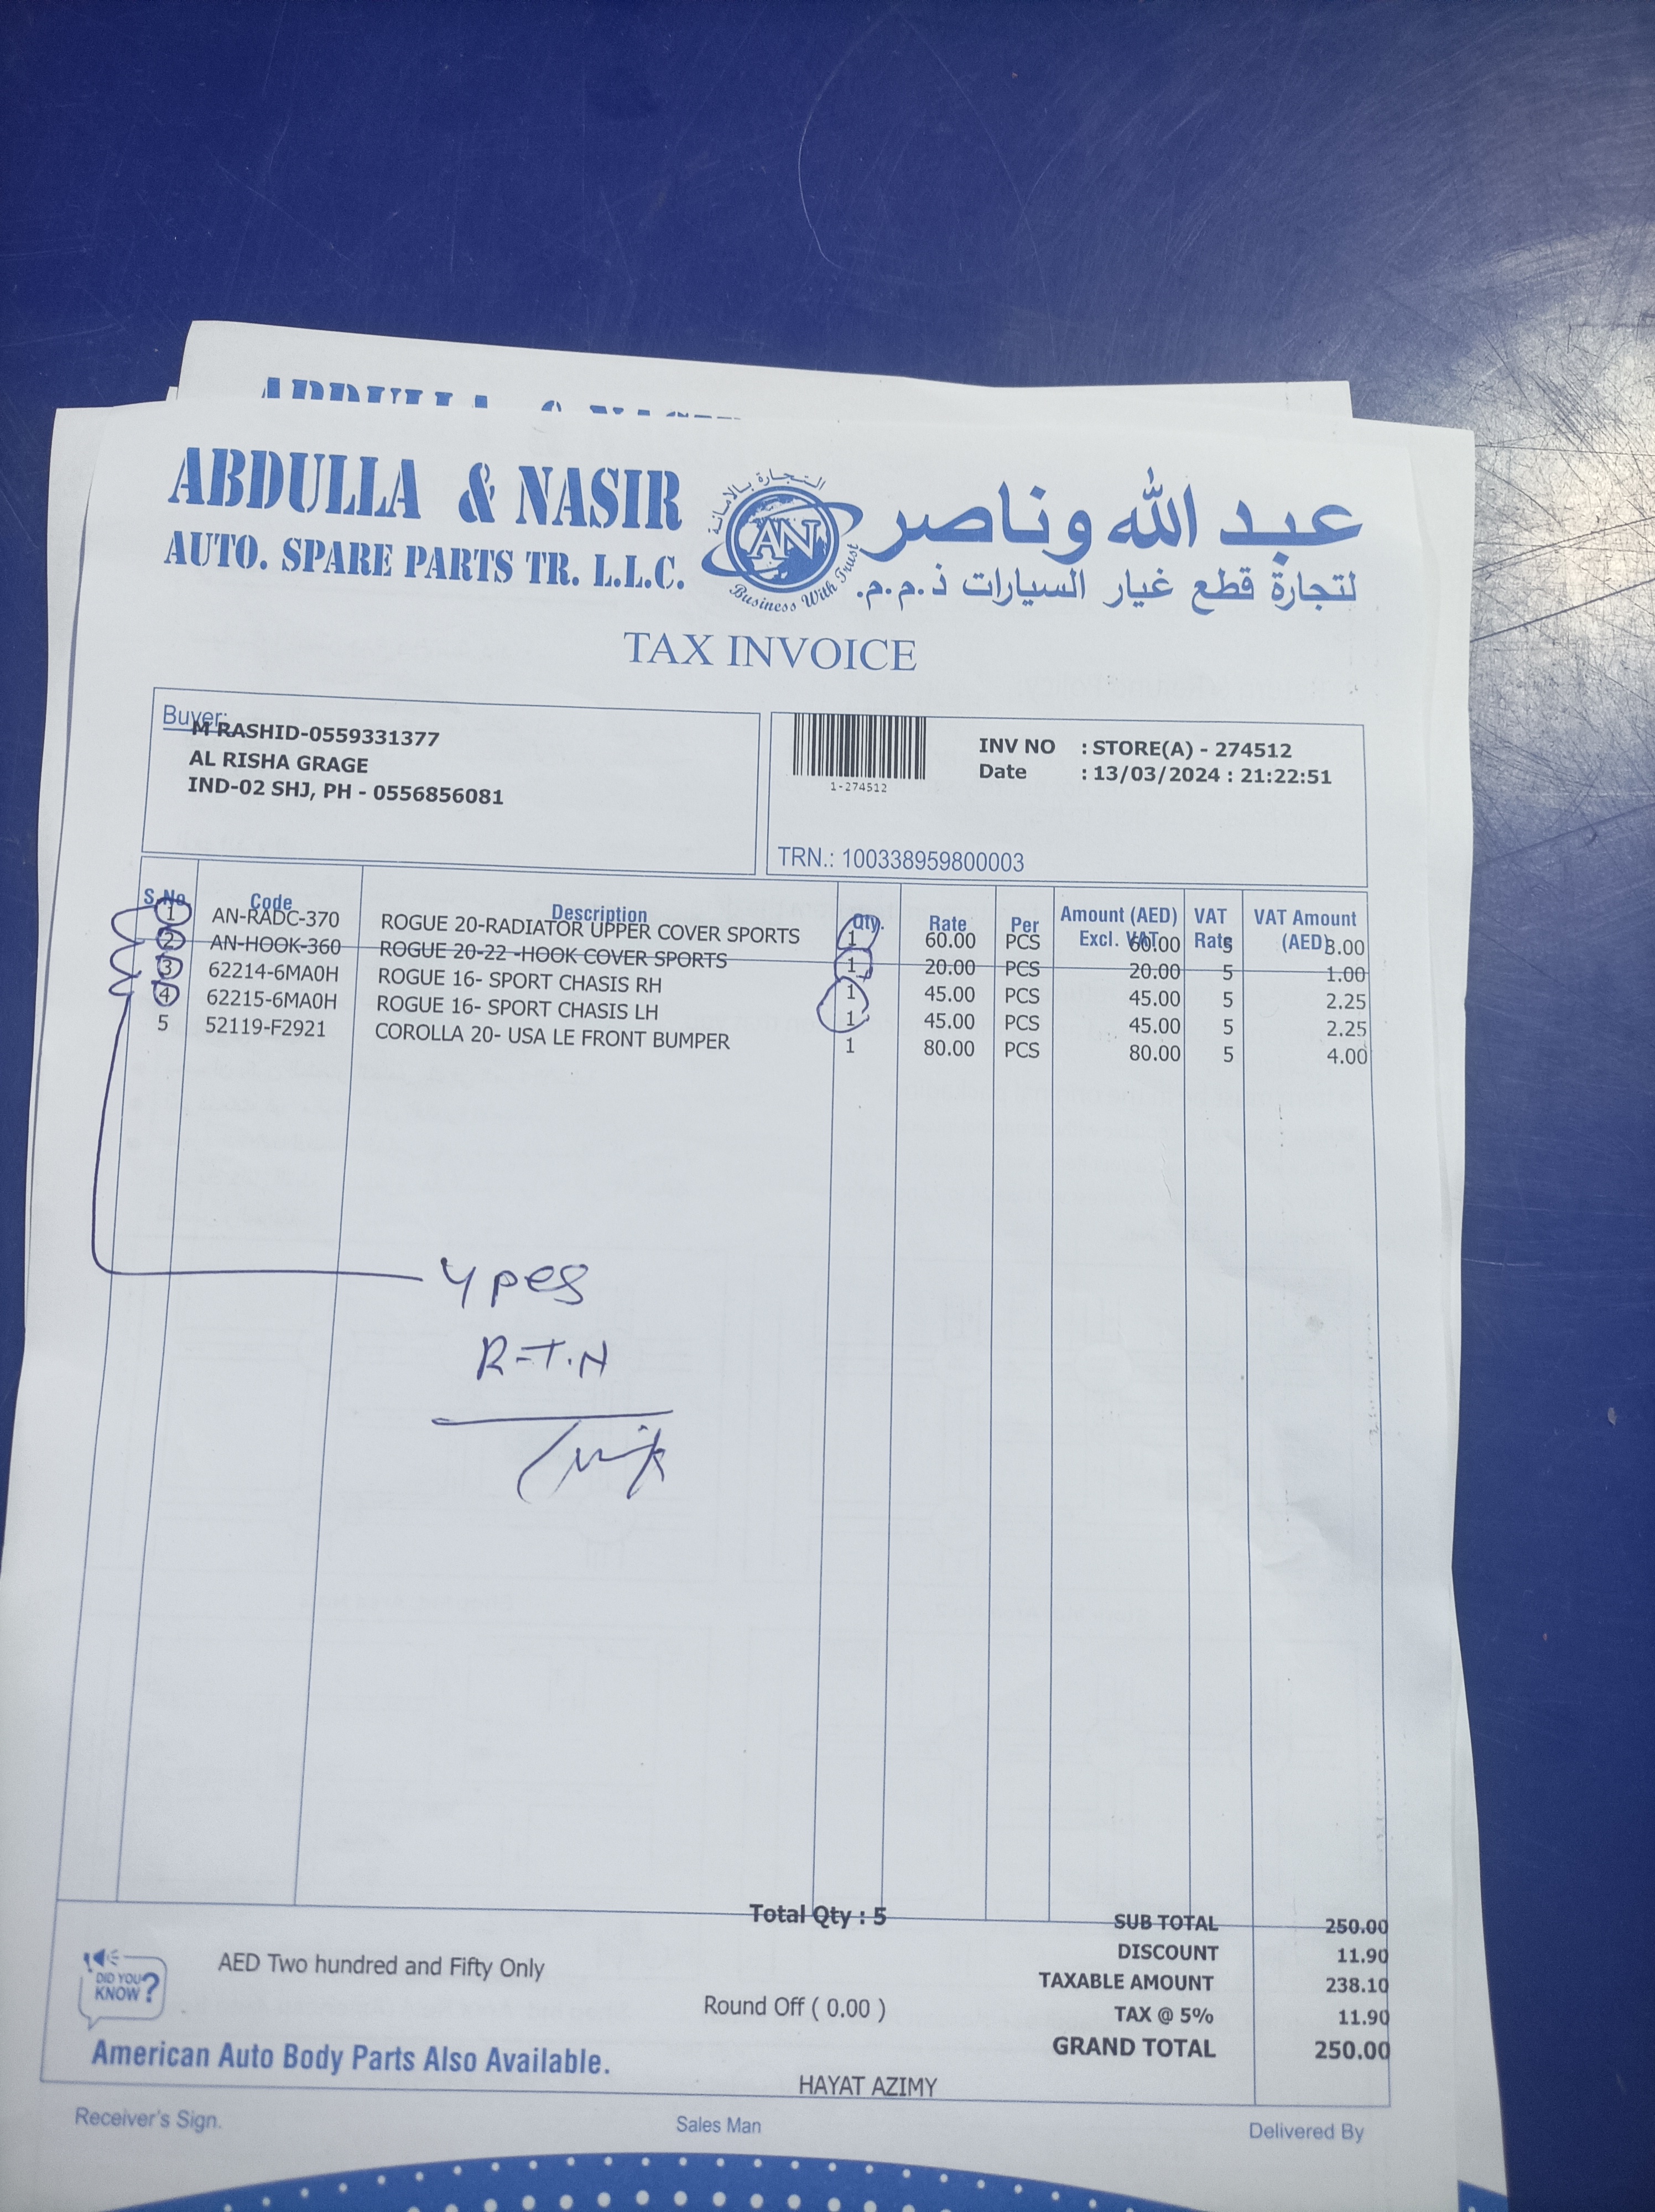 ABDULLA & NASIR
AUTO. SPARE PARTS TR. L.L.C.
التجارة بالامانة
AN
Business With Trust
عبد الله وناصر
لتجارة قطع غيار السيارات ذ.م.م.
TAX INVOICE
Buyer:
M RASHID-0559331377
AL RISHA GRAGE
IND-02 SHJ, PH - 0556856081
1-274512
INV NO : STORE(A) - 274512
Date : 13/03/2024 : 21:22:51
TRN.: 100338959800003
S.No Code Description Qty. Rate Per Amount (AED) Excl. VAT VAT Rate VAT Amount (AED)
1 AN-RADC-370 ROGUE 20-RADIATOR UPPER COVER SPORTS 1 60.00 PCS 60.00 5 3.00
2 AN-HOOK-360 ROGUE 20-22 -HOOK COVER SPORTS 1 20.00 PCS 20.00 5 1.00
3 62214-6MA0H ROGUE 16- SPORT CHASIS RH 1 45.00 PCS 45.00 5 2.25
4 62215-6MA0H ROGUE 16- SPORT CHASIS LH 1 45.00 PCS 45.00 5 2.25
5 52119-F2921 COROLLA 20- USA LE FRONT BUMPER 1 80.00 PCS 80.00 5 4.00
4 pes
R-T.N
Total Qty : 5
SUB TOTAL 250.00
DISCOUNT 11.90
TAXABLE AMOUNT 238.10
TAX @ 5% 11.90
GRAND TOTAL 250.00
DID YOU KNOW ?
AED Two hundred and Fifty Only
Round Off ( 0.00 )
American Auto Body Parts Also Available.
HAYAT AZIMY
Receiver's Sign. Sales Man Delivered By